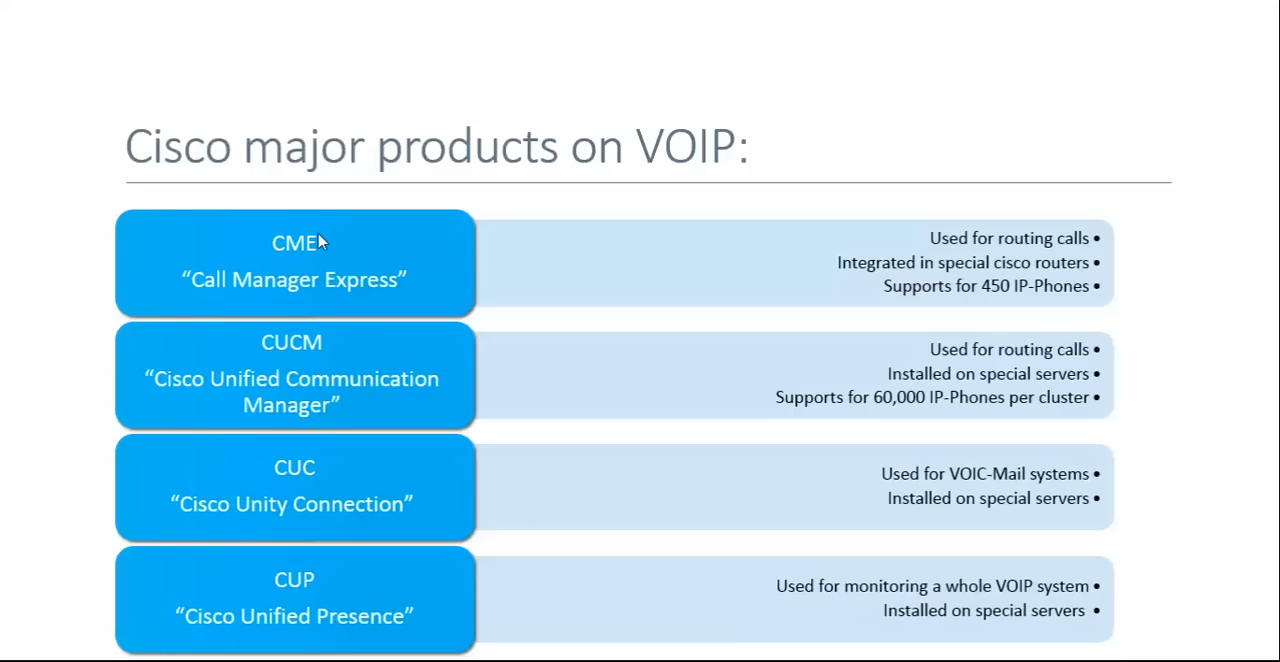 Cisco major products on VOIP:
CME
“Call Manager Express”
Used for routing calls •
Integrated in special cisco routers •
Supports for 450 IP-Phones •
CUCM
“Cisco Unified Communication
Manager”
Used for routing calls •
Installed on special servers •
Supports for 60,000 IP-Phones per cluster •
CUC
“Cisco Unity Connection”
Used for VOIC-Mail systems •
Installed on special servers •
CUP
“Cisco Unified Presence”
Used for monitoring a whole VOIP system •
Installed on special servers •